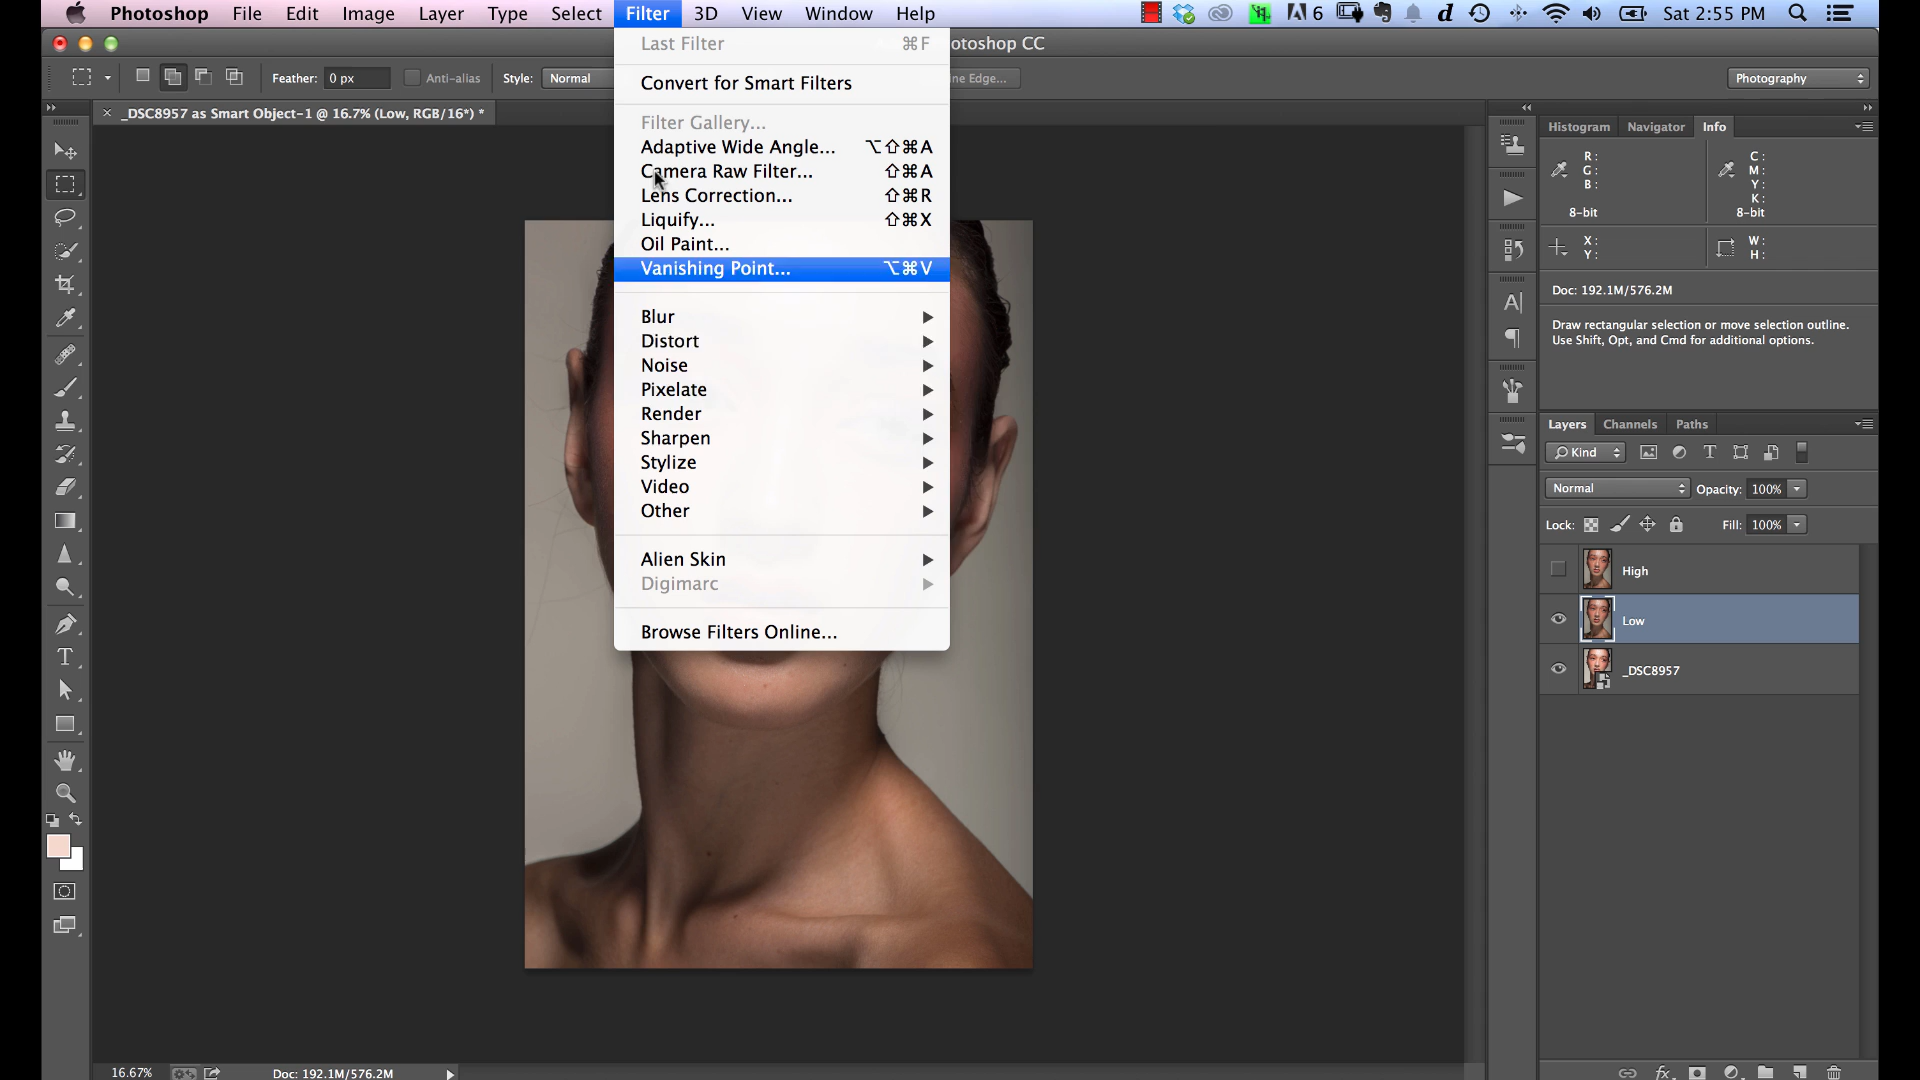 Photoshop File Edit Image Layer Type Select Filter 3D View Window Help 6 d Sat 2:55 PM
otoshop CC
Feather: 0 px Anti-alias Style: Normal ne Edge... Photography
× _DSC8957 as Smart Object-1 @ 16.7% (Low, RGB/16*) *
Last Filter ⌘F
Convert for Smart Filters
Filter Gallery...
Adaptive Wide Angle... ⌥⇧⌘A
Camera Raw Filter... ⇧⌘A
Lens Correction... ⇧⌘R
Liquify... ⇧⌘X
Oil Paint...
Vanishing Point... ⌥⌘V
Blur
Distort
Noise
Pixelate
Render
Sharpen
Stylize
Video
Other
Alien Skin
Digimarc
Browse Filters Online...
Histogram Navigator Info
R: C:
G: M:
B: Y:
K:
8-bit 8-bit
X: W:
Y: H:
Doc: 192.1M/576.2M
Draw rectangular selection or move selection outline.
Use Shift, Opt, and Cmd for additional options.
Layers Channels Paths
Kind
Normal Opacity: 100%
Lock: Fill: 100%
High
Low
_DSC8957
fx
16.67% Doc: 192.1M/576.2M